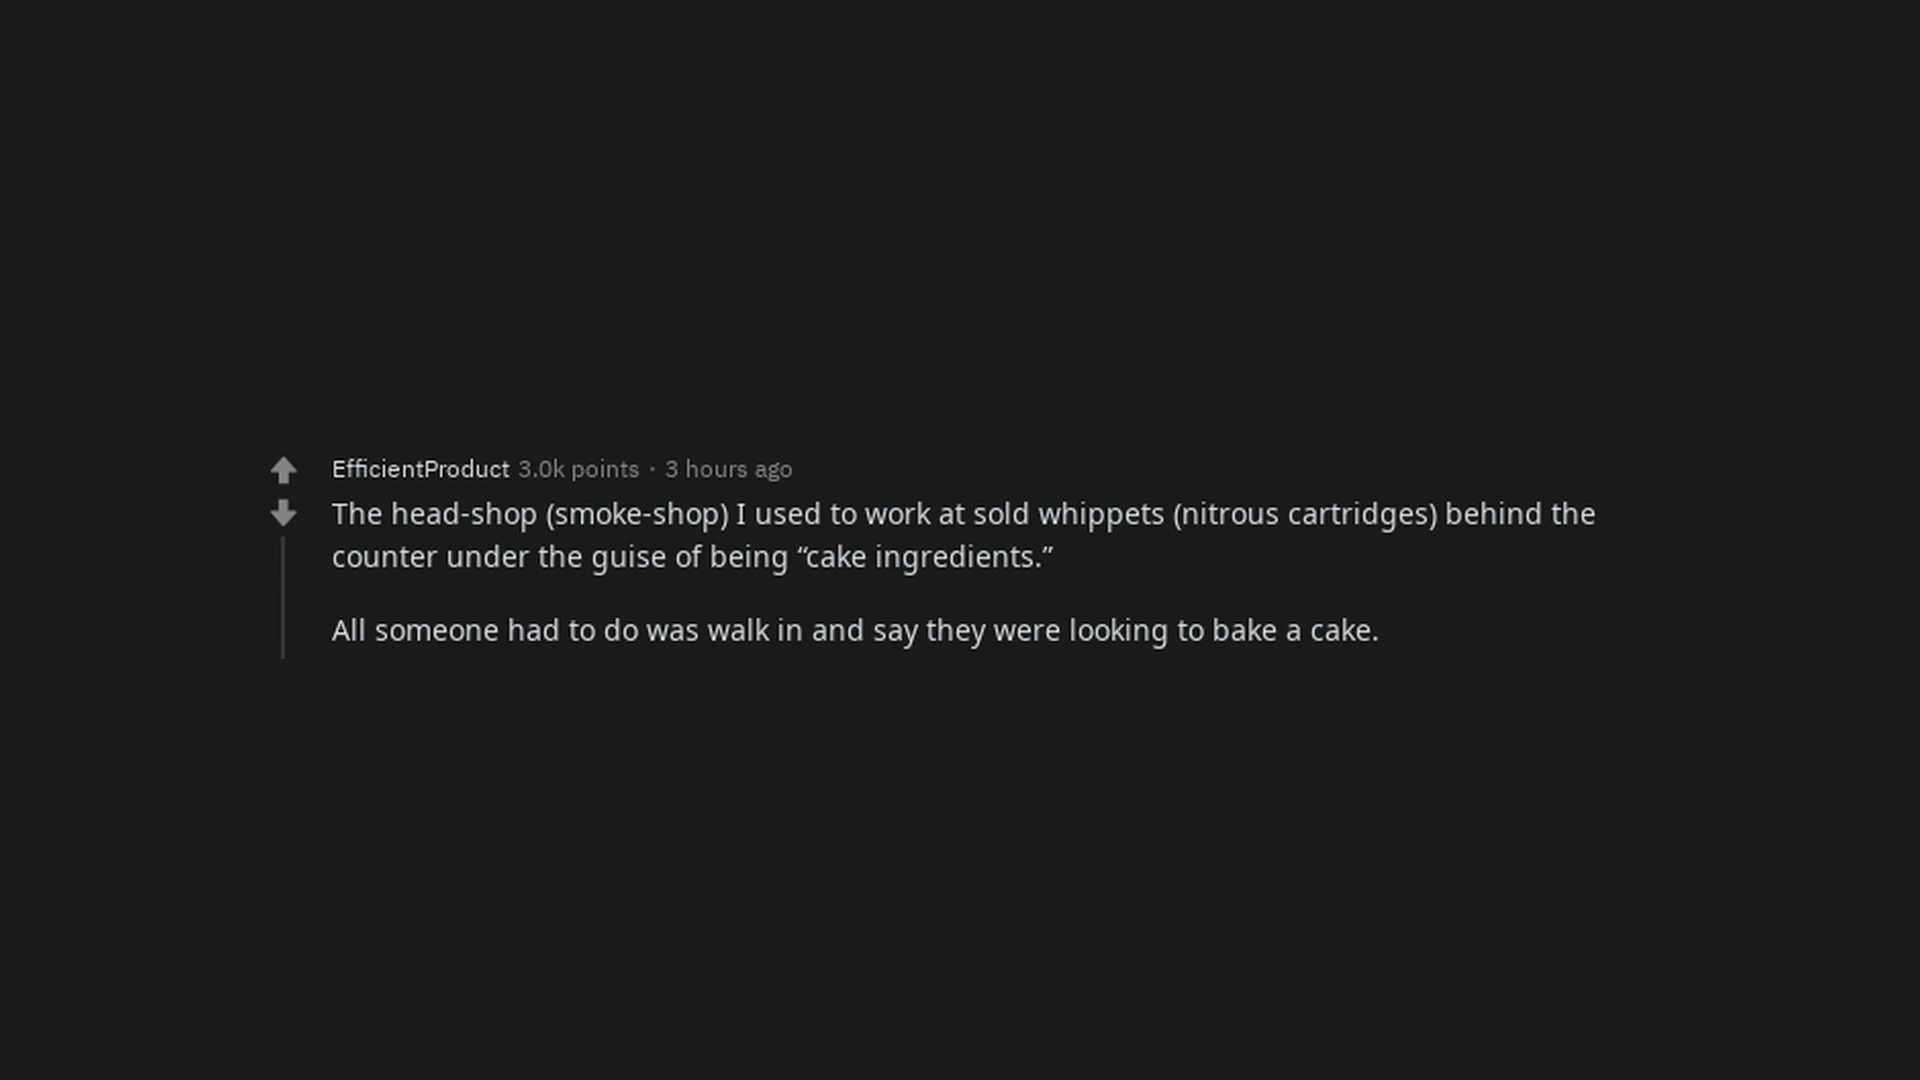 EfficientProduct 3.0k points · 3 hours ago
The head-shop (smoke-shop) I used to work at sold whippets (nitrous cartridges) behind the
counter under the guise of being “cake ingredients.”
All someone had to do was walk in and say they were looking to bake a cake.